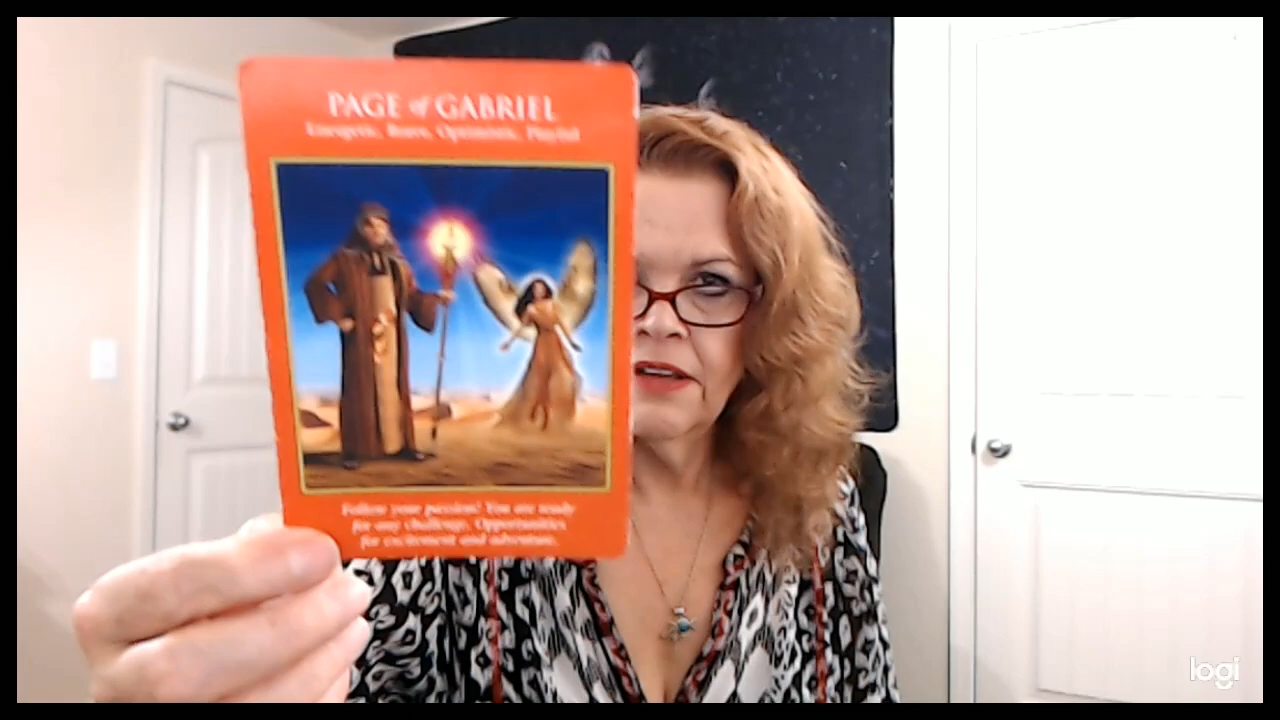 PAGE of GABRIEL
Energetic, Brave, Optimistic, Playful
Follow your passion! You are ready
for any challenge. Opportunities
for excitement and adventure.
logi